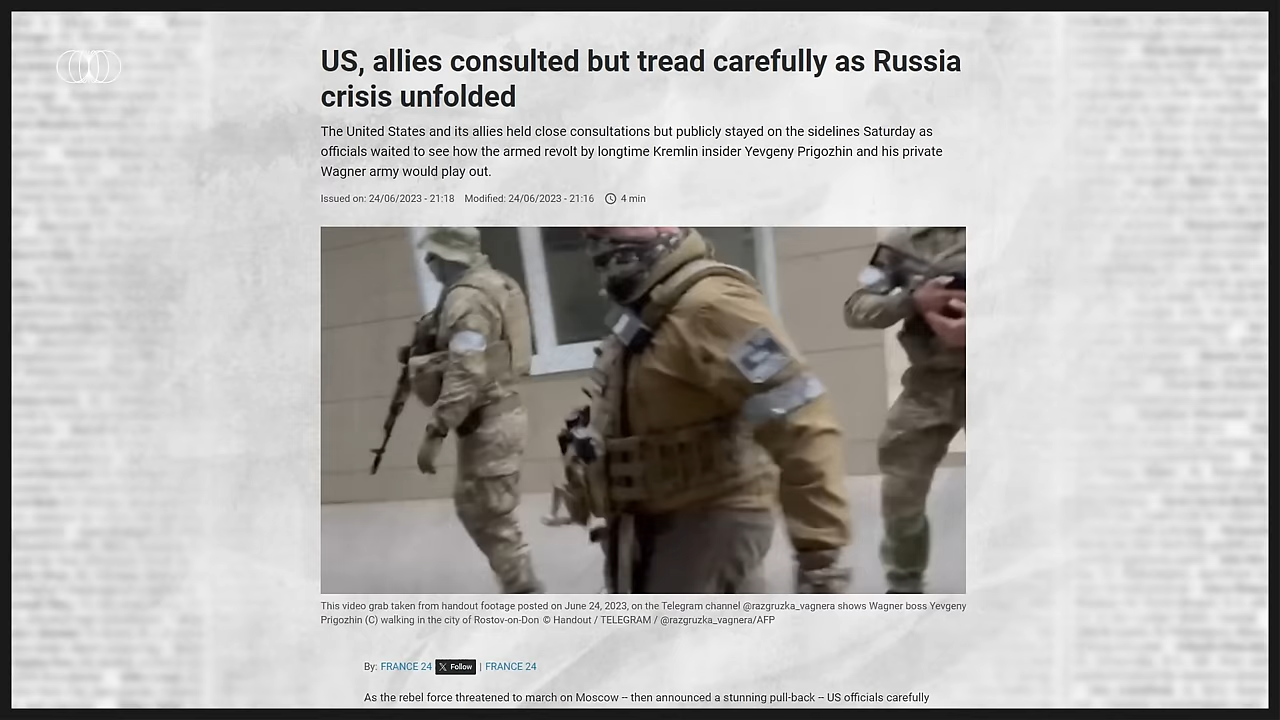 US, allies consulted but tread carefully as Russia
crisis unfolded
The United States and its allies held close consultations but publicly stayed on the sidelines Saturday as
officials waited to see how the armed revolt by longtime Kremlin insider Yevgeny Prigozhin and his private
Wagner army would play out.
Issued on: 24/06/2023 - 21:18 Modified: 24/06/2023 - 21:16 4 min
This video grab taken from handout footage posted on June 24, 2023, on the Telegram channel @razgruzka_vagnera shows Wagner boss Yevgeny
Prigozhin (C) walking in the city of Rostov-on-Don © Handout / TELEGRAM / @razgruzka_vagnera/AFP
By: FRANCE 24 X Follow | FRANCE 24
As the rebel force threatened to march on Moscow -- then announced a stunning pull-back -- US officials carefully